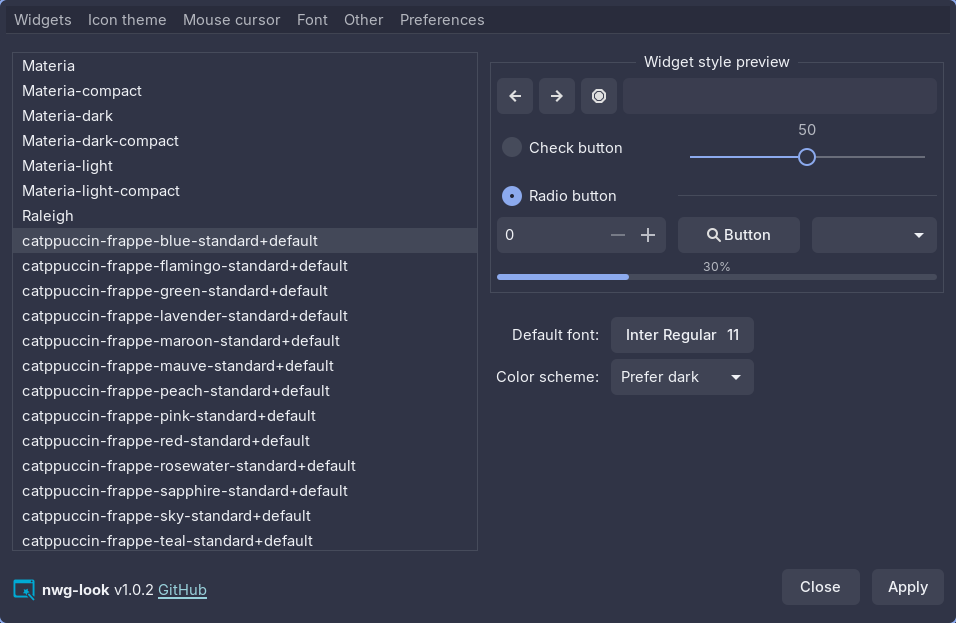 Widgets Icon theme Mouse cursor Font Other Preferences
Materia
Materia-compact
Materia-dark
Materia-dark-compact
Materia-light
Materia-light-compact
Raleigh
catppuccin-frappe-blue-standard+default
catppuccin-frappe-flamingo-standard+default
catppuccin-frappe-green-standard+default
catppuccin-frappe-lavender-standard+default
catppuccin-frappe-maroon-standard+default
catppuccin-frappe-mauve-standard+default
catppuccin-frappe-peach-standard+default
catppuccin-frappe-pink-standard+default
catppuccin-frappe-red-standard+default
catppuccin-frappe-rosewater-standard+default
catppuccin-frappe-sapphire-standard+default
catppuccin-frappe-sky-standard+default
catppuccin-frappe-teal-standard+default
Widget style preview
50
Check button
Radio button
0 Button
30%
Default font: Inter Regular 11
Color scheme: Prefer dark
nwg-look v1.0.2 GitHub
Close Apply